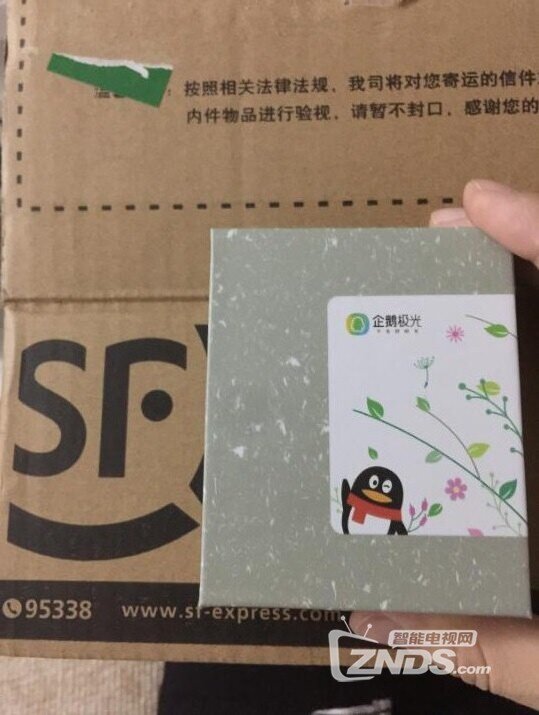 按照相关法律法规，我司将对您寄运的信件
内件物品进行验视，请暂不封口，感谢您的
企鹅极光
SF
95338 www.sf-express.com
智能电视网
ZNDS.com